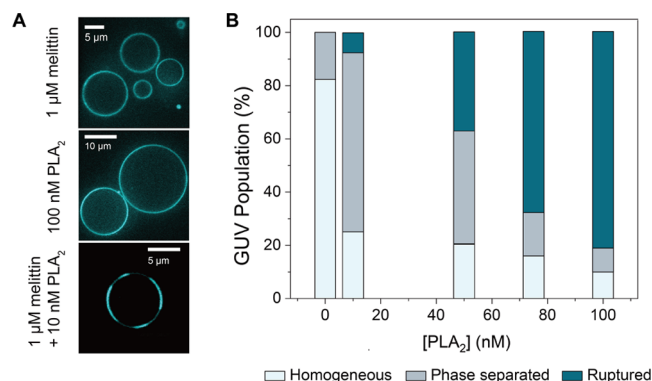 A
1 µM melittin
5 µm
100 nM PLA₂
10 µm
1 µM melittin
+ 10 nM PLA₂
5 µm
B
GUV Population (%)
100
80
60
40
20
0
0 20 40 60 80 100
[PLA₂] (nM)
Homogeneous Phase separated Ruptured